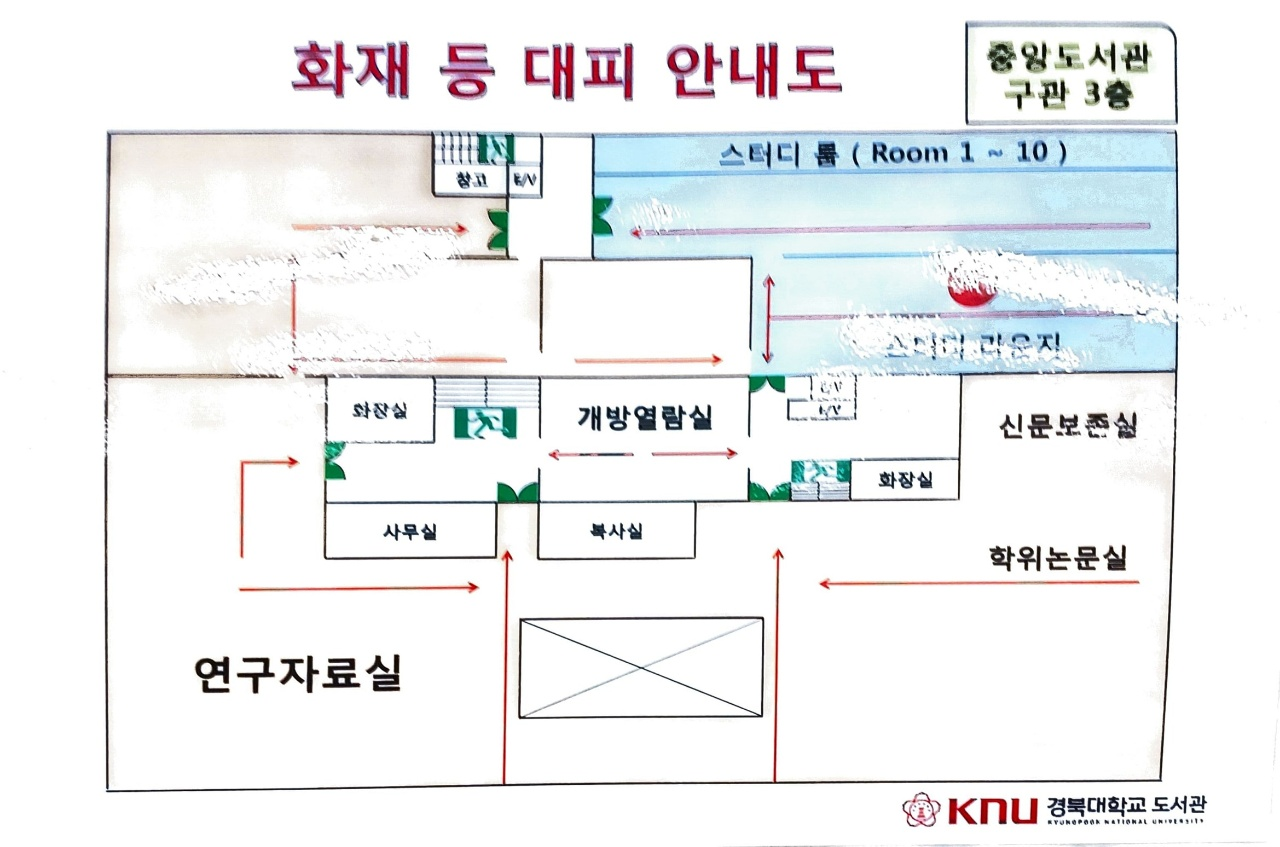 화재 등 대피 안내도
중앙도서관
구관 3층
스터디 룸 ( Room 1 ~ 10 )
창고
E/V
스터디 라운지
화장실
개방열람실
E/V
E/V
신문보존실
화장실
사무실
복사실
학위논문실
연구자료실
KNU 경북대학교 도서관
KYUNGPOOK NATIONAL UNIVERSITY